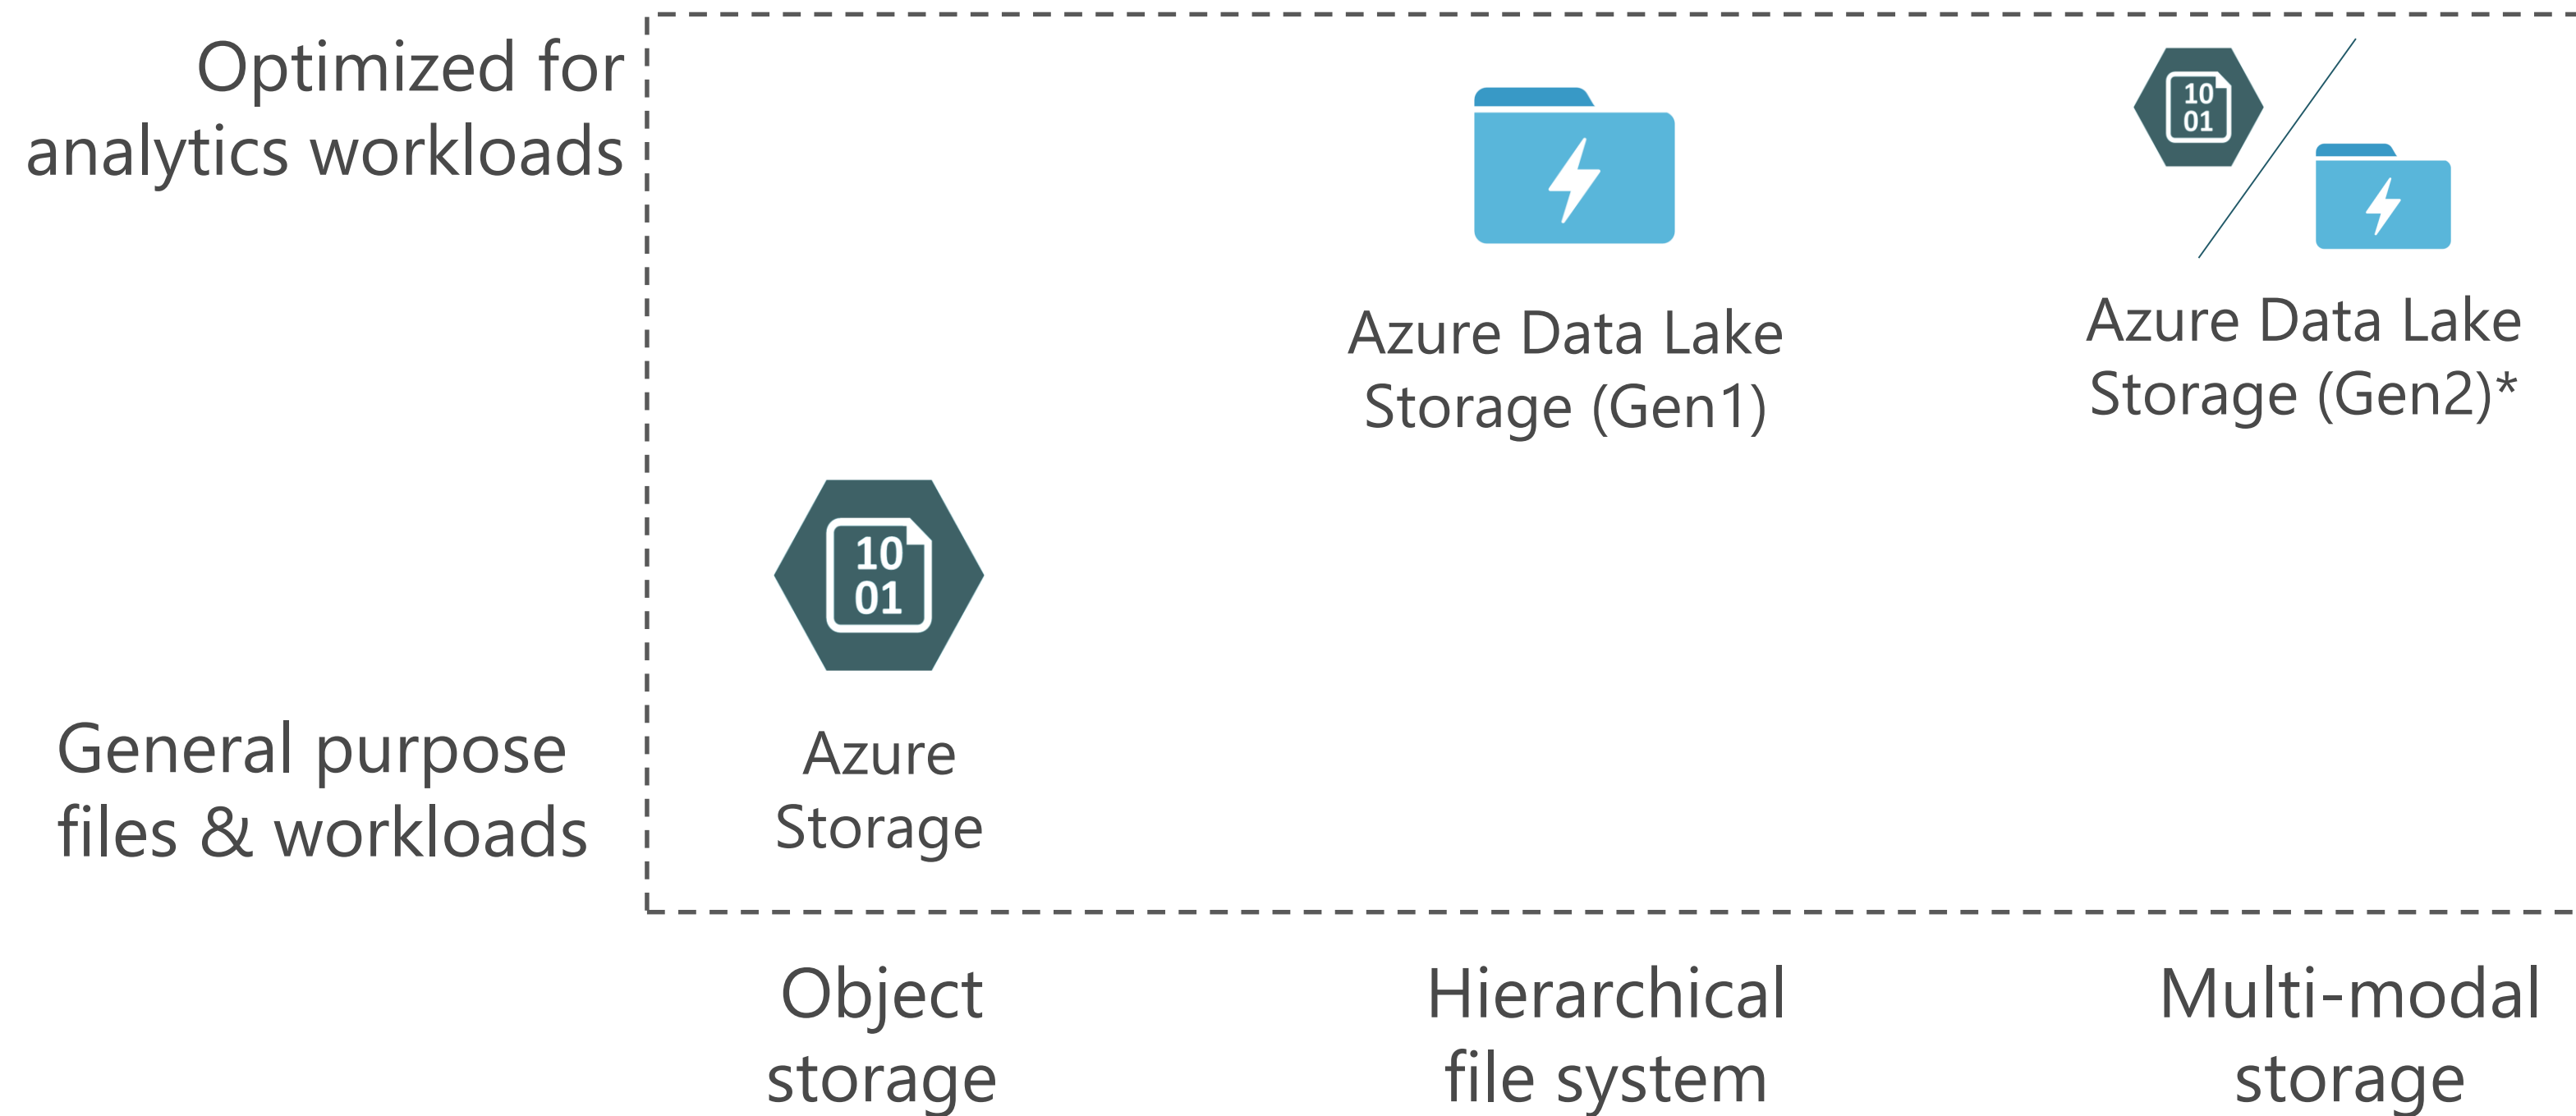 Optimized for
analytics workloads
10
01
Azure Data Lake
Storage (Gen1)
Azure Data Lake
Storage (Gen2)*
10
01
Azure
Storage
General purpose
files & workloads
Object
storage
Hierarchical
file system
Multi-modal
storage